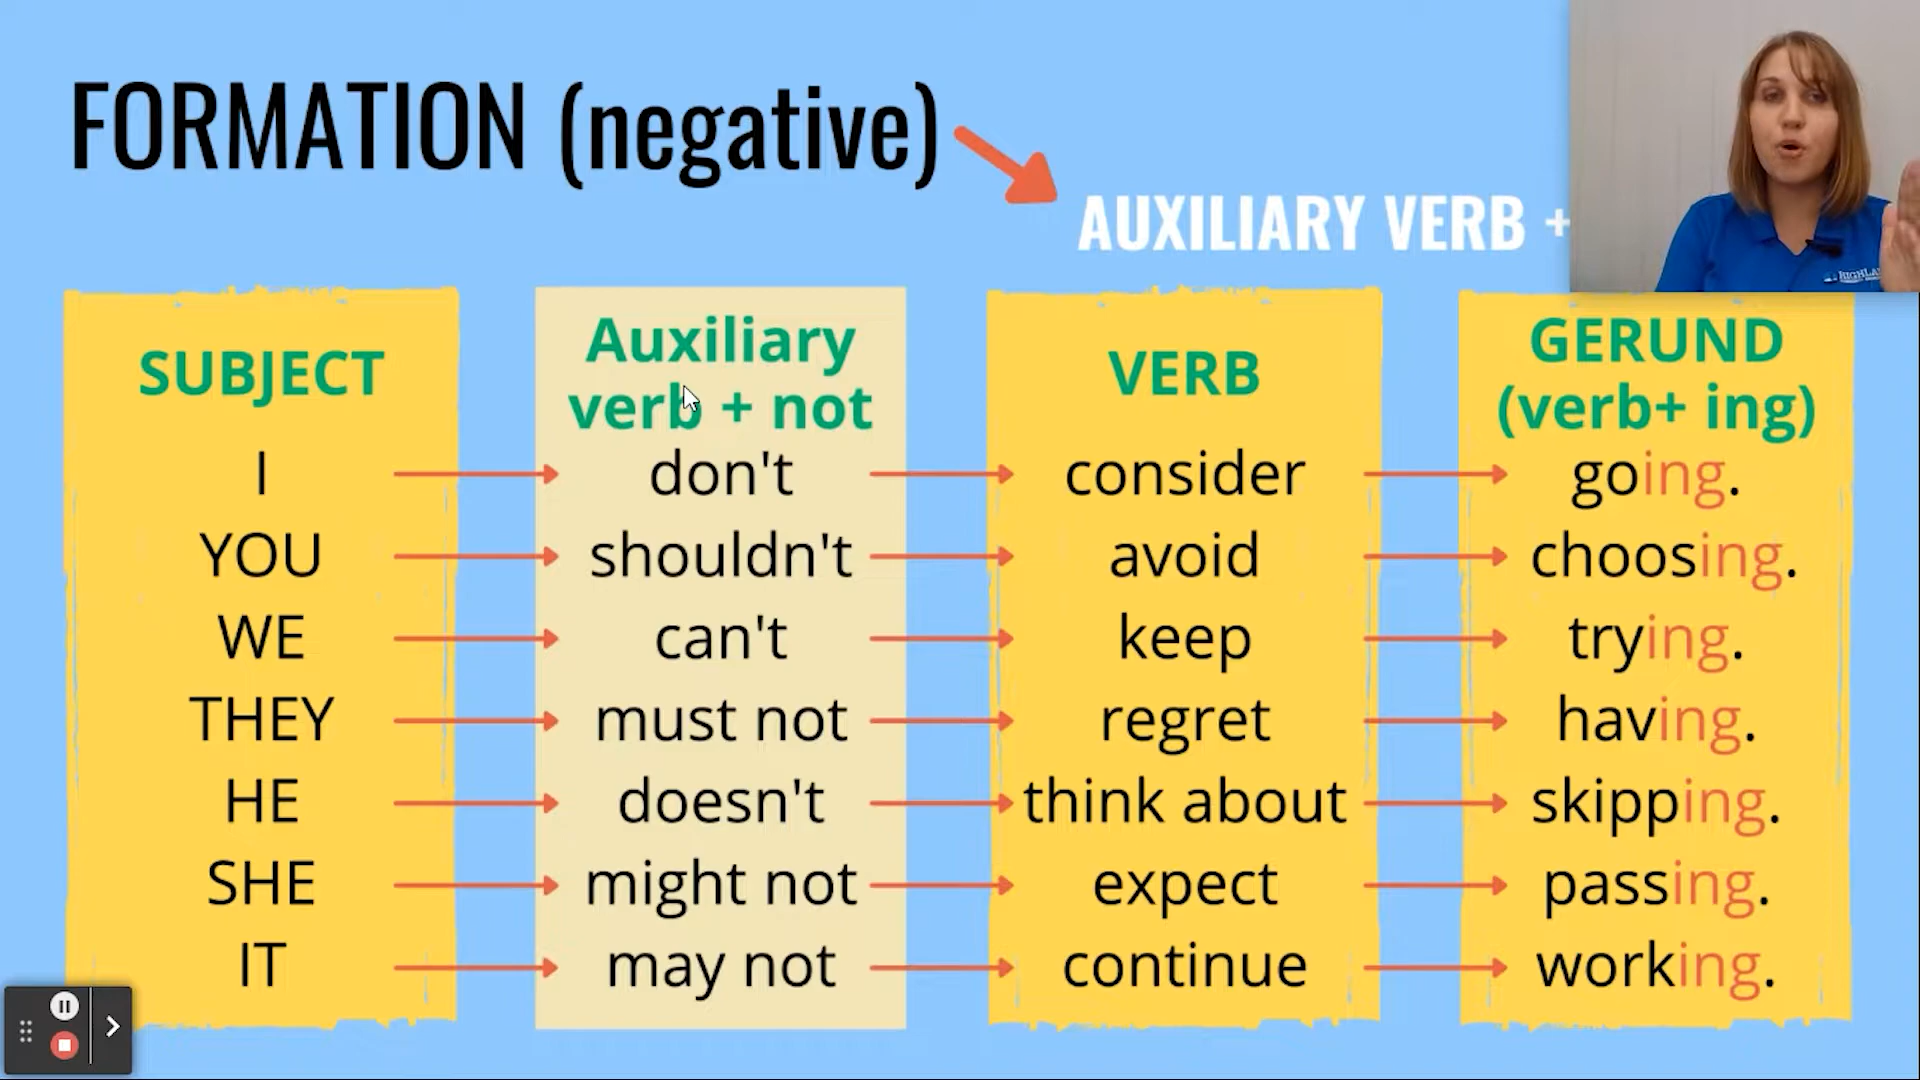 FORMATION (negative)
AUXILIARY VERB +
SUBJECT Auxiliary verb + not VERB GERUND (verb+ ing)
I don't consider going.
YOU shouldn't avoid choosing.
WE can't keep trying.
THEY must not regret having.
HE doesn't think about skipping.
SHE might not expect passing.
IT may not continue working.